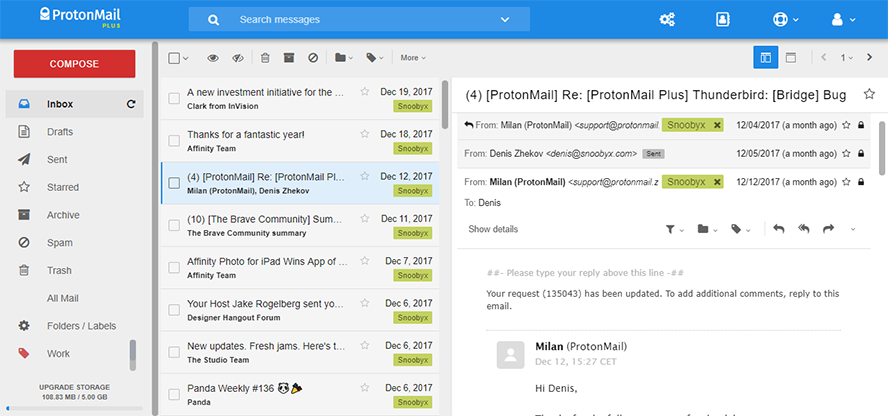 ProtonMail
PLUS
Search messages
COMPOSE
Inbox
Drafts
Sent
Starred
Archive
Spam
Trash
All Mail
Folders / Labels
Work
UPGRADE STORAGE
108.83 MB / 5.00 GB
More
1
A new investment initiative for the … Dec 19, 2017
Clark from InVision Snoobyx
Thanks for a fantastic year! Dec 18, 2017
Affinity Team Snoobyx
(4) [ProtonMail] Re: [ProtonMail Pl… Dec 12, 2017
Milan (ProtonMail), Denis Zhekov Snoobyx
(10) [The Brave Community] Sum… Dec 11, 2017
The Brave Community summary Snoobyx
Affinity Photo for iPad Wins App of … Dec 7, 2017
Affinity Team Snoobyx
Your Host Jake Rogelberg sent yo… Dec 6, 2017
Designer Hangout Forum Snoobyx
New updates. Fresh jams. Here's t… Dec 6, 2017
The Studio Team Snoobyx
Panda Weekly #136 🐼🎉 Dec 6, 2017
Panda Snoobyx
(4) [ProtonMail] Re: [ProtonMail Plus] Thunderbird: [Bridge] Bug
From: Milan (ProtonMail) <support@protonmail. Snoobyx × 12/04/2017 (a month ago)
From: Denis Zhekov <denis@snoobyx.com> Sent 12/05/2017 (a month ago)
From: Milan (ProtonMail) <support@protonmail.z Snoobyx × 12/12/2017 (a month ago)
To: Denis
Show details
##- Please type your reply above this line -##
Your request (135043) has been updated. To add additional comments, reply to this
email.
Milan (ProtonMail)
Dec 12, 15:27 CET
Hi Denis,